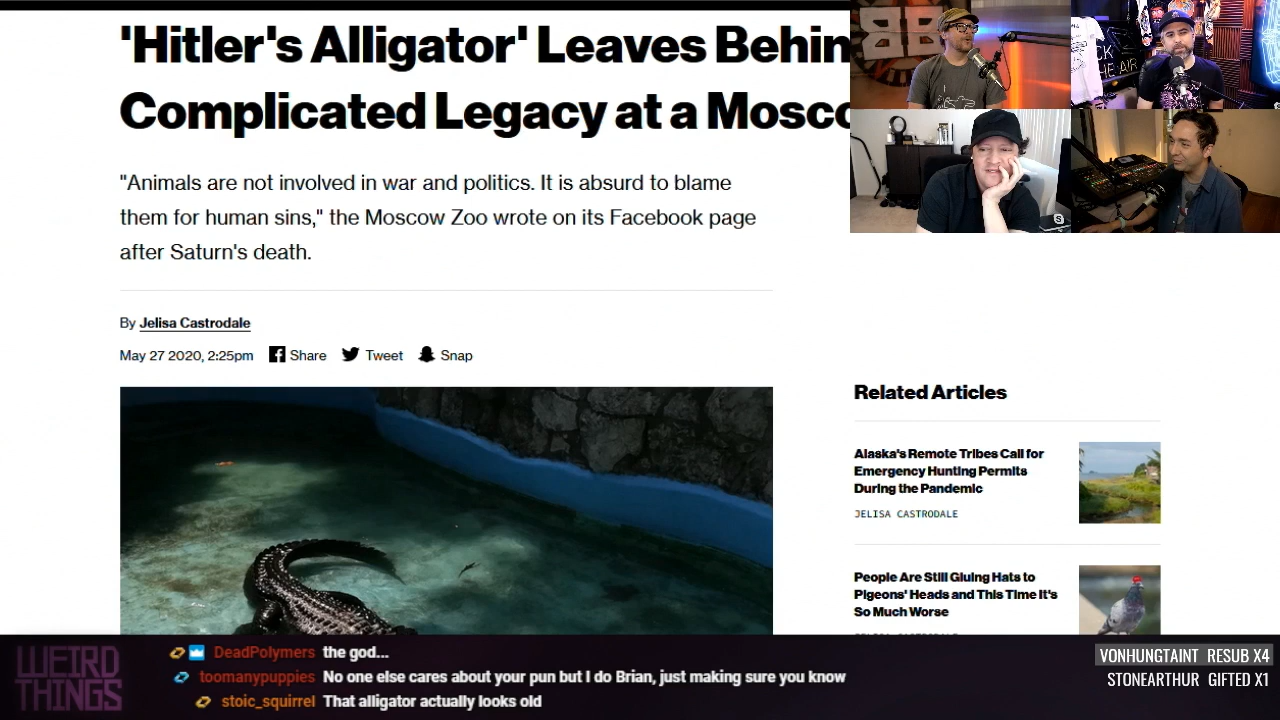 'Hitler's Alligator' Leaves Behin
Complicated Legacy at a Mosco
"Animals are not involved in war and politics. It is absurd to blame
them for human sins," the Moscow Zoo wrote on its Facebook page
after Saturn's death.
By Jelisa Castrodale
May 27 2020, 2:25pm Share Tweet Snap
Related Articles
Alaska's Remote Tribes Call for
Emergency Hunting Permits
During the Pandemic
JELISA CASTRODALE
People Are Still Gluing Hats to
Pigeons' Heads and This Time It's
So Much Worse
WEIRD
THINGS
DeadPolymers the god...
toomanypuppies No one else cares about your pun but I do Brian, just making sure you know
stoic_squirrel That alligator actually looks old
VONHUNGTAINT RESUB X4
STONEARTHUR GIFTED X1